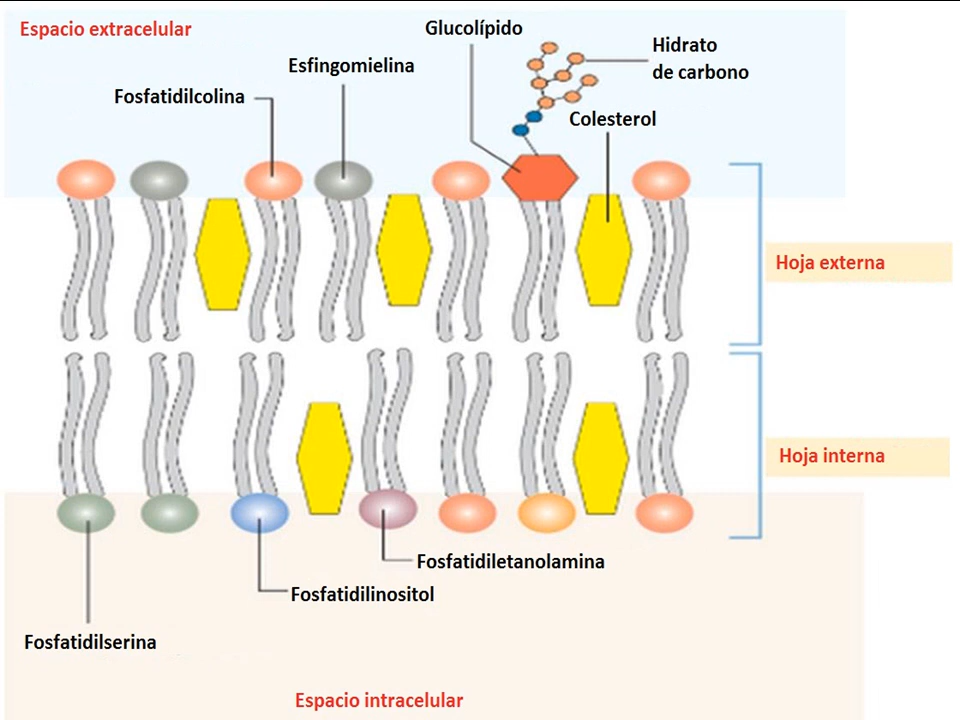 Espacio extracelular
Glucolípido
Hidrato
de carbono
Esfingomielina
Fosfatidilcolina
Colesterol
Hoja externa
Hoja interna
Fosfatidiletanolamina
Fosfatidilinositol
Fosfatidilserina
Espacio intracelular